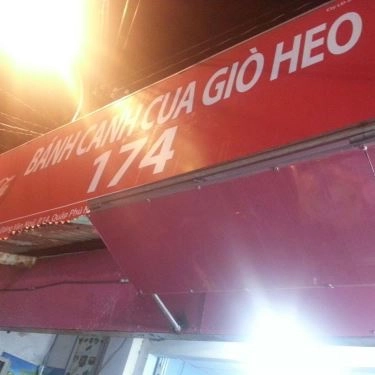 BÁNH CANH CUA GIÒ HEO
174